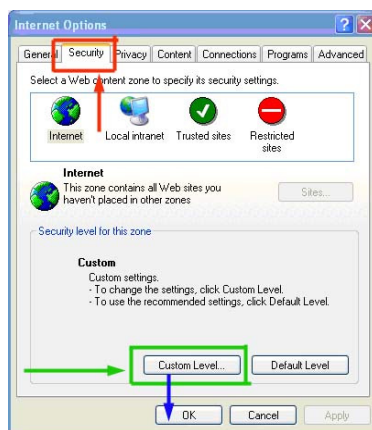 Internet Options
General Security Privacy Content Connections Programs Advanced
Select a Web content zone to specify its security settings.
Internet Local intranet Trusted sites Restricted sites
Internet
This zone contains all Web sites you
haven't placed in other zones
Sites...
Security level for this zone
Custom
Custom settings.
- To change the settings, click Custom Level.
- To use the recommended settings, click Default Level.
Custom Level... Default Level
OK Cancel Apply